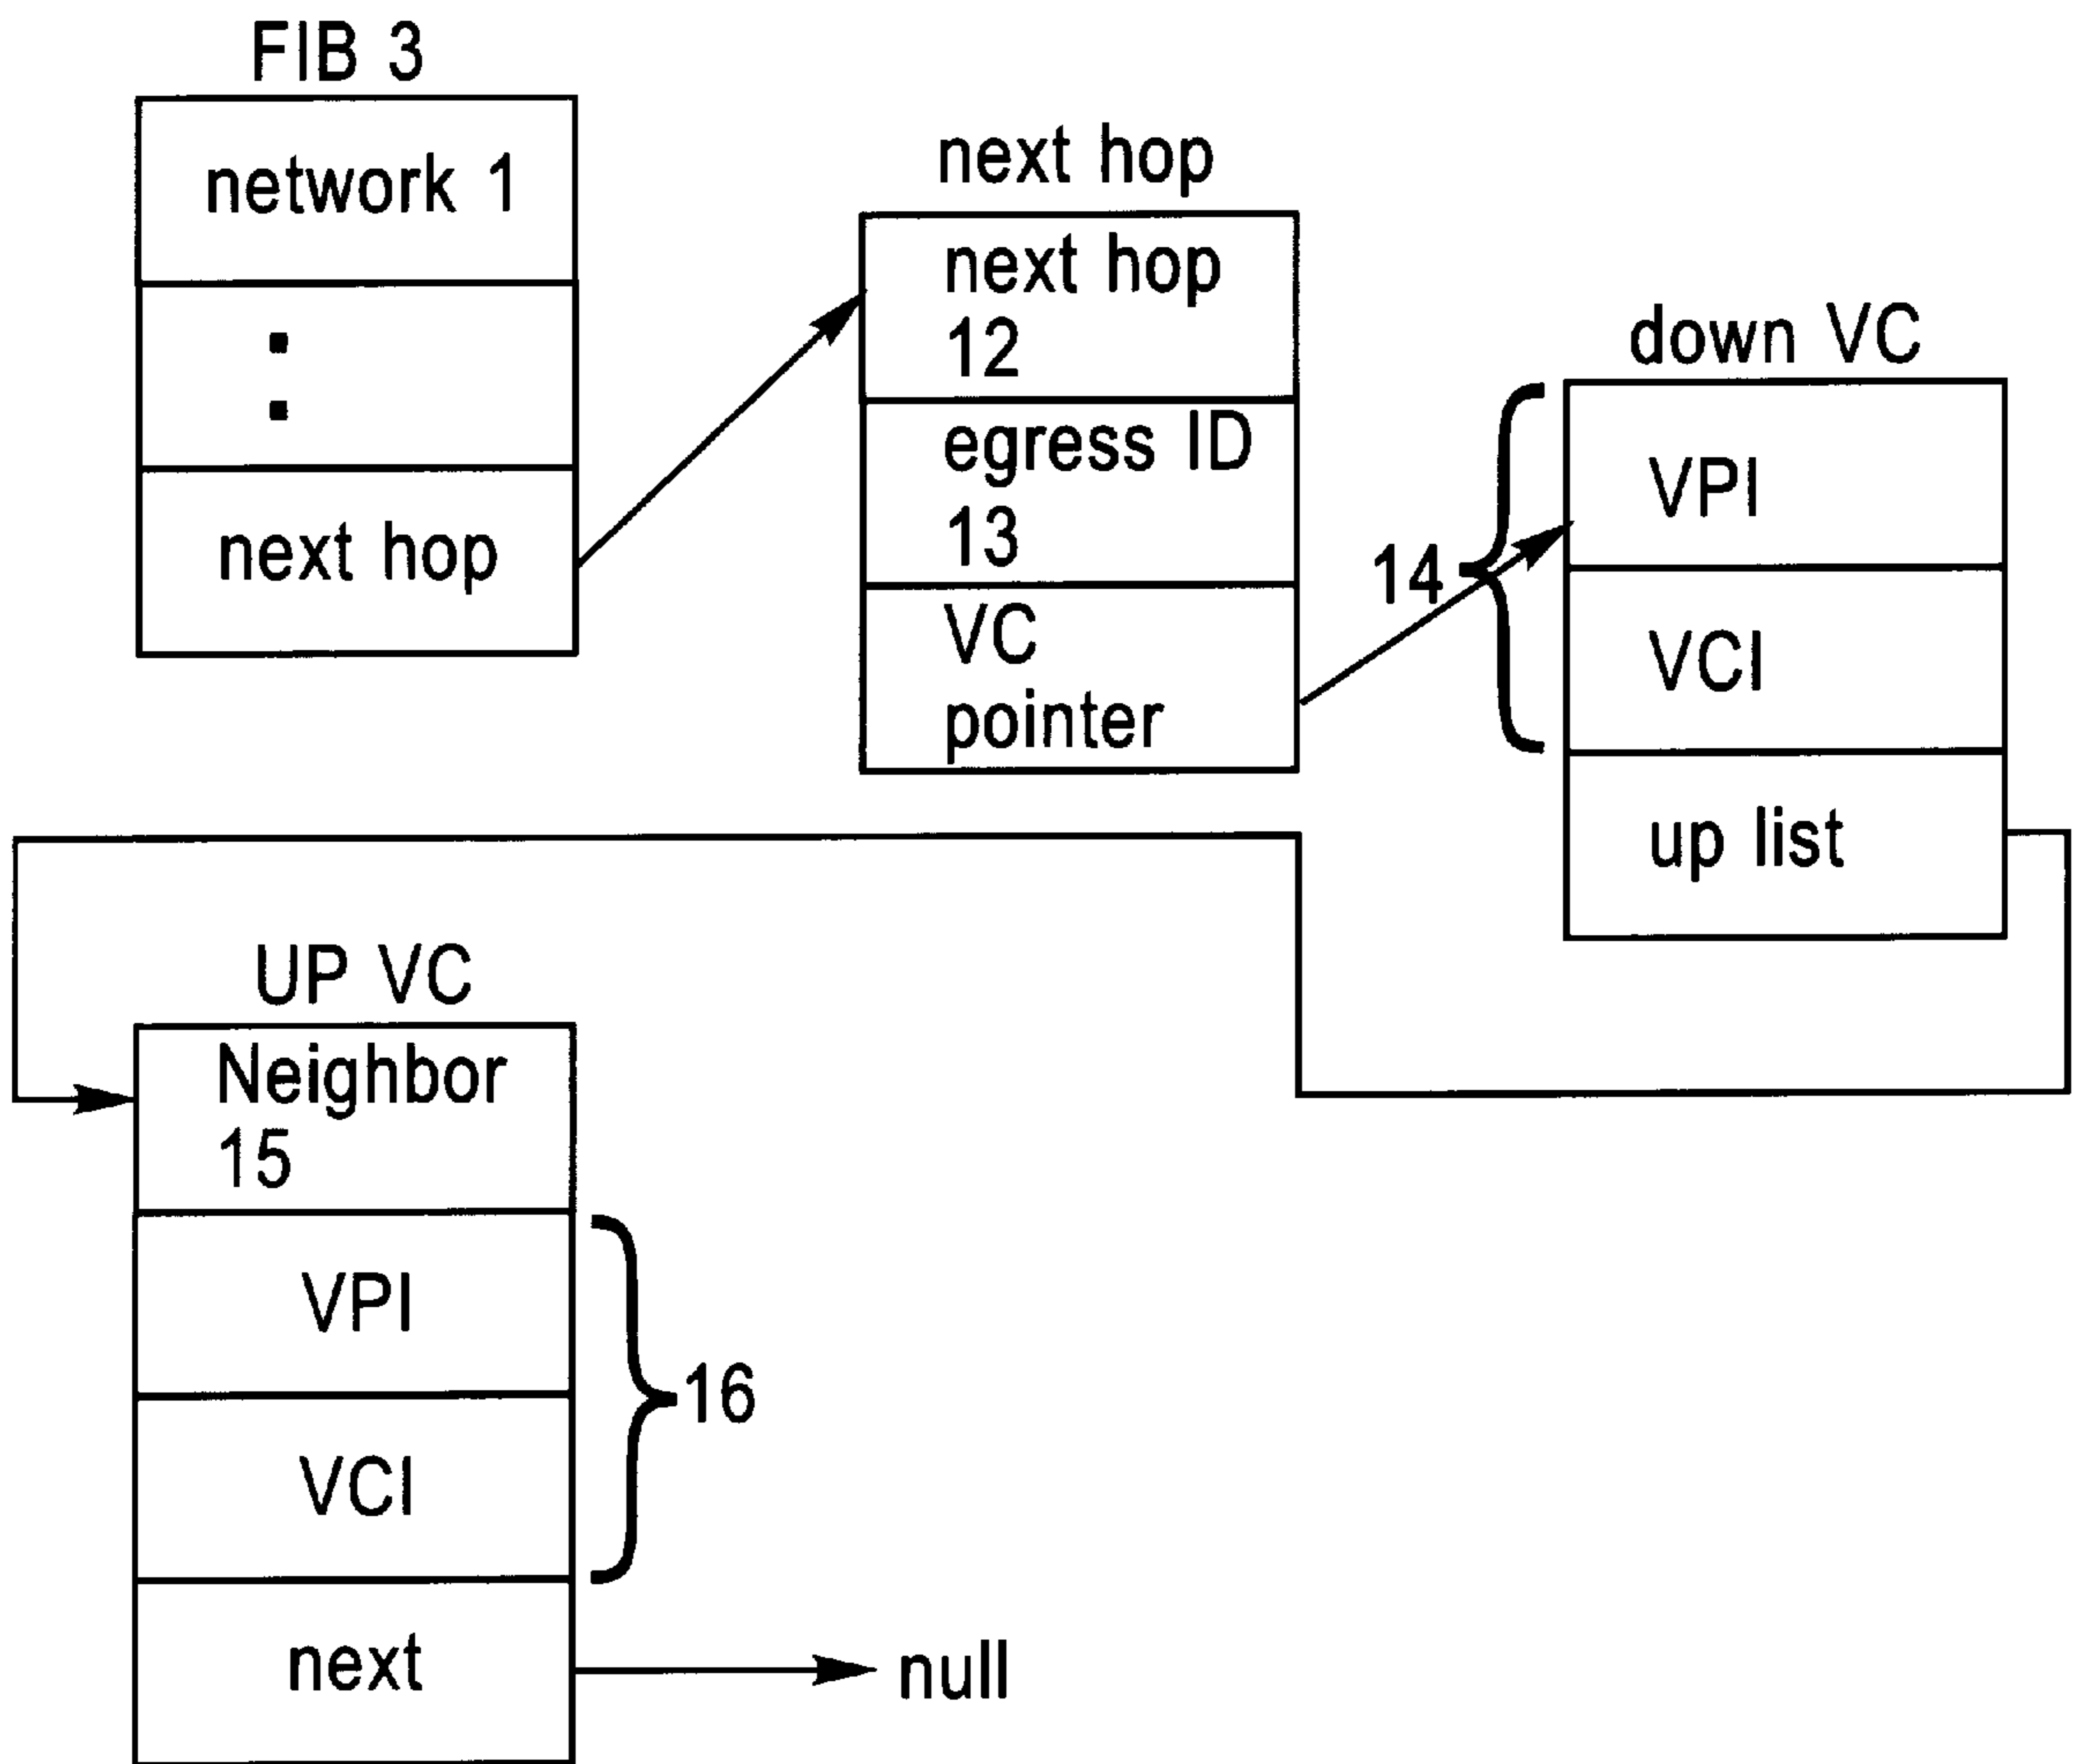 FIB 3
network 1
next hop
next hop
next hop
12
egress ID
13
VC
pointer
down VC
14
VPI
VCI
up list
UP VC
Neighbor
15
VPI
VCI
16
next
null